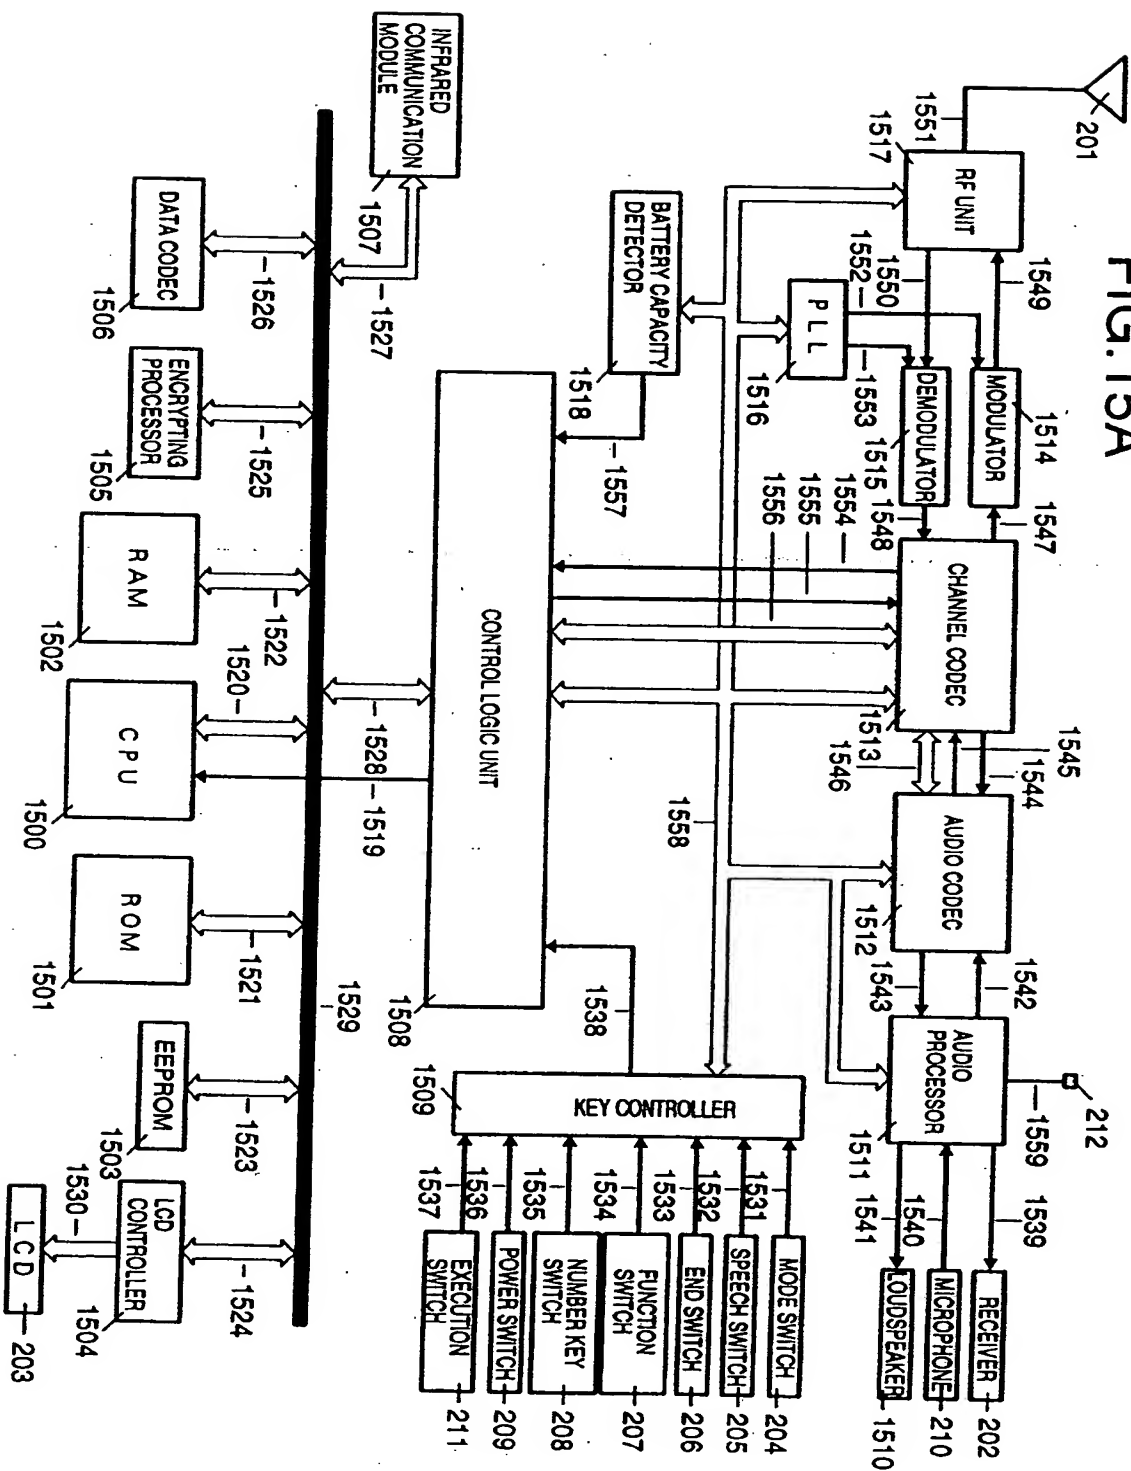 FIG. 15A
201
1551
1517
RF UNIT
1549
1550
1552
PLL
1516
1553
MODULATOR
1514
DEMODULATOR
1515
1547
1548
CHANNEL CODEC
1513
1554
1555
1556
1544
1545
1546
AUDIO CODEC
1512
1542
1543
AUDIO
PROCESSOR
1511
212
1559
1539
1540
1541
RECEIVER
202
MICROPHONE
210
LOUDSPEAKER
1510
BATTERY CAPACITY
DETECTOR
1518
1557
1558
CONTROL LOGIC UNIT
1508
1538
KEY CONTROLLER
1509
1531
1532
1533
1534
1535
1536
1537
MODE SWITCH
204
SPEECH SWITCH
205
END SWITCH
206
FUNCTION
SWITCH
207
NUMBER KEY
SWITCH
208
POWER SWITCH
209
EXECUTION
SWITCH
211
INFRARED
COMMUNICATION
MODULE
1507
1527
1528
1519
1529
1526
1525
1522
1520
1521
1523
1524
DATA CODEC
1506
ENCRYPTING
PROCESSOR
1505
RAM
1502
CPU
1500
ROM
1501
EEPROM
1503
LCD
CONTROLLER
1504
1530
LCD
203